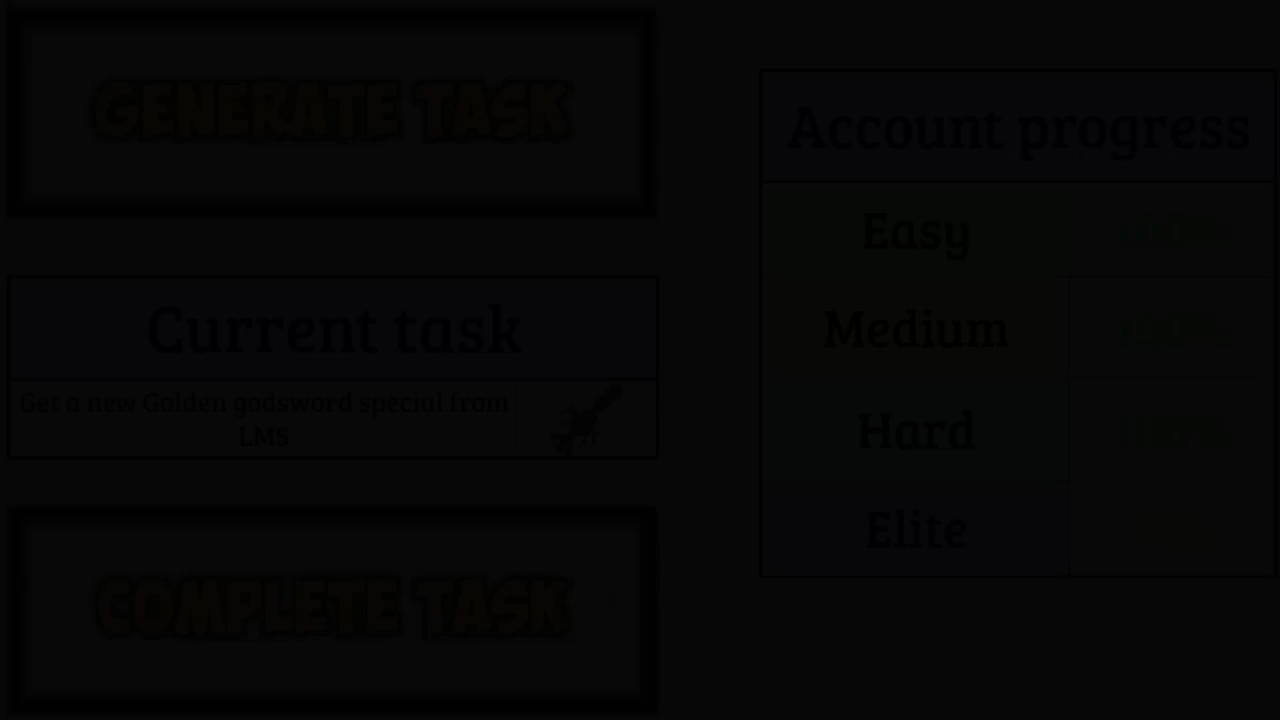 GENERATE TASK
Account progress
Easy
Current task
Medium
Get a new Golden godsword special from
LMS
Hard
Elite
COMPLETE TASK